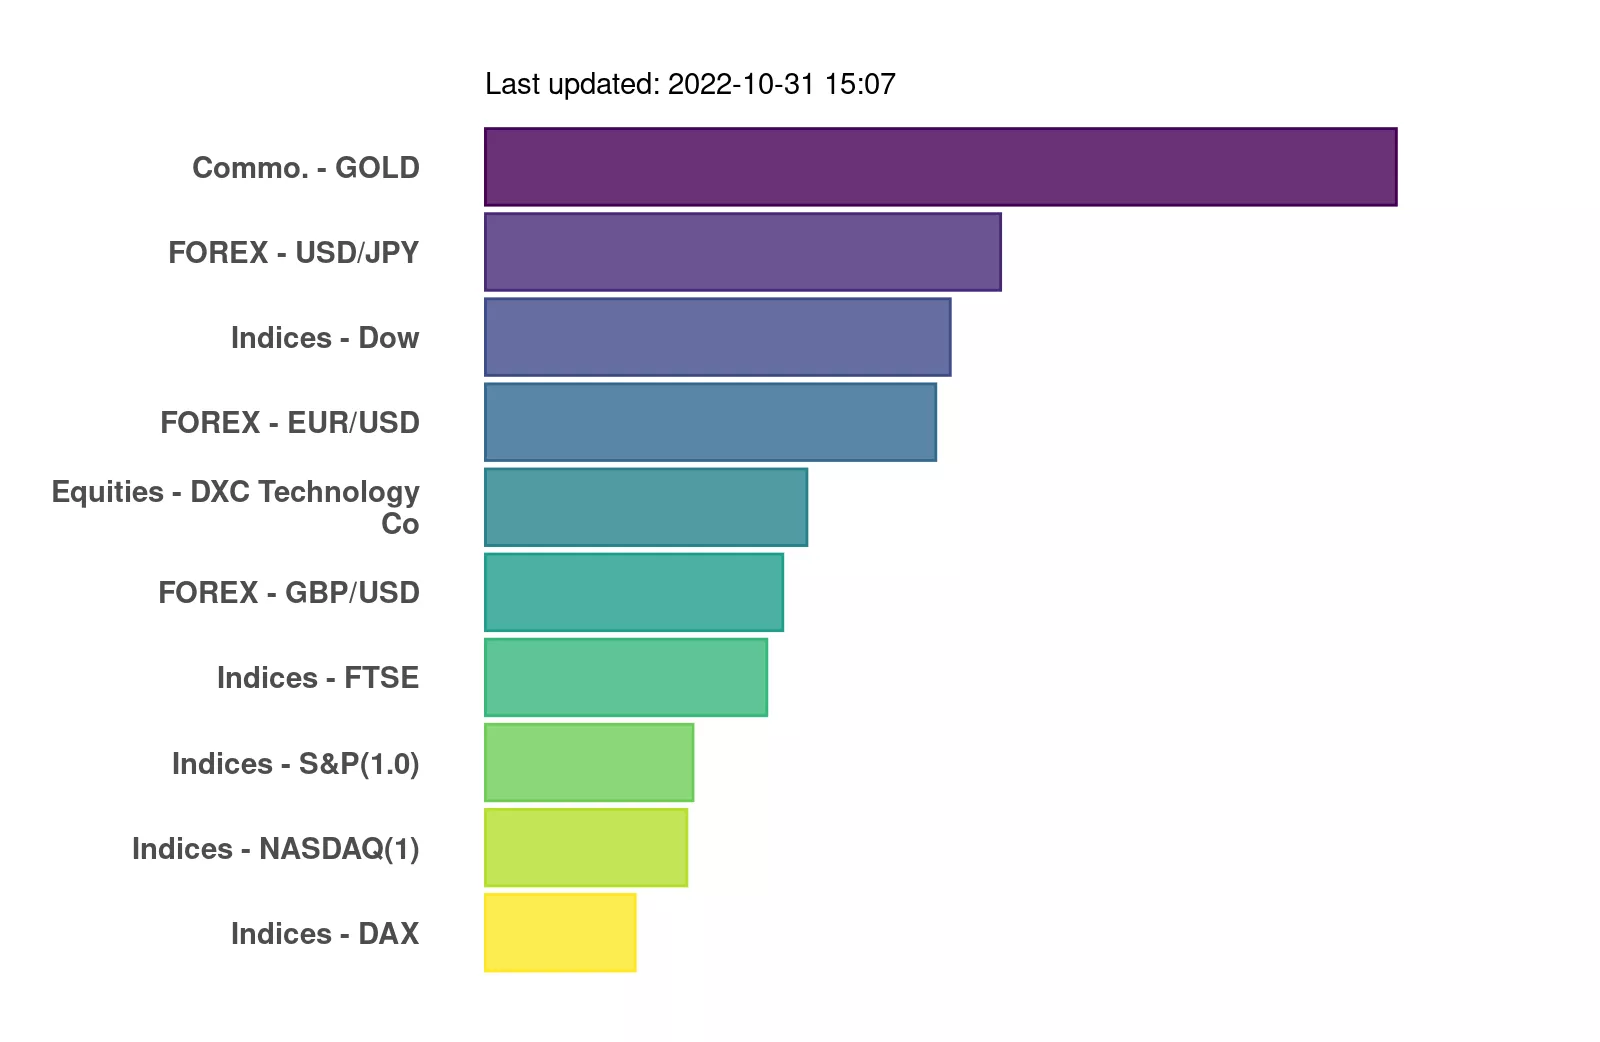 Last updated: 2022-10-31 15:07
Commo. - GOLD
FOREX - USD/JPY
Indices - Dow
FOREX - EUR/USD
Equities - DXC Technology
Co
FOREX - GBP/USD
Indices - FTSE
Indices - S&P(1.0)
Indices - NASDAQ(1)
Indices - DAX